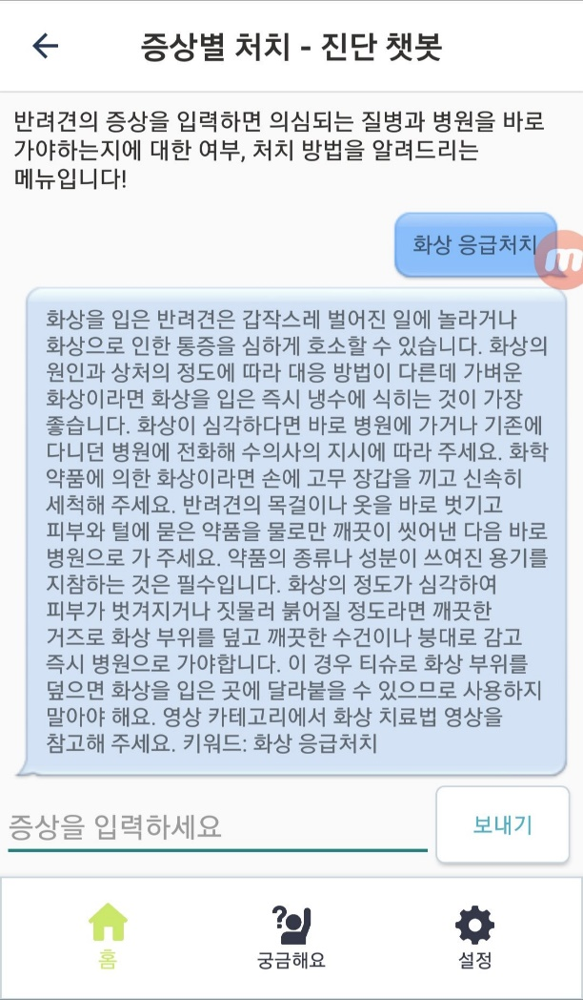 증상별 처치 - 진단 챗봇
반려견의 증상을 입력하면 의심되는 질병과 병원을 바로
가야하는지에 대한 여부, 처치 방법을 알려드리는
메뉴입니다!
화상 응급처치
m
화상을 입은 반려견은 갑작스레 벌어진 일에 놀라거나
화상으로 인한 통증을 심하게 호소할 수 있습니다. 화상의
원인과 상처의 정도에 따라 대응 방법이 다른데 가벼운
화상이라면 화상을 입은 즉시 냉수에 식히는 것이 가장
좋습니다. 화상이 심각하다면 바로 병원에 가거나 기존에
다니던 병원에 전화해 수의사의 지시에 따라 주세요. 화학
약품에 의한 화상이라면 손에 고무 장갑을 끼고 신속히
세척해 주세요. 반려견의 목걸이나 옷을 바로 벗기고
피부와 털에 묻은 약품을 물로만 깨끗이 씻어낸 다음 바로
병원으로 가 주세요. 약품의 종류나 성분이 쓰여진 용기를
지참하는 것은 필수입니다. 화상의 정도가 심각하여
피부가 벗겨지거나 짓물러 붉어질 정도라면 깨끗한
거즈로 화상 부위를 덮고 깨끗한 수건이나 붕대로 감고
즉시 병원으로 가야합니다. 이 경우 티슈로 화상 부위를
덮으면 화상을 입은 곳에 달라붙을 수 있으므로 사용하지
말아야 해요. 영상 카테고리에서 화상 치료법 영상을
참고해 주세요. 키워드: 화상 응급처치
증상을 입력하세요
보내기
홈
궁금해요
설정